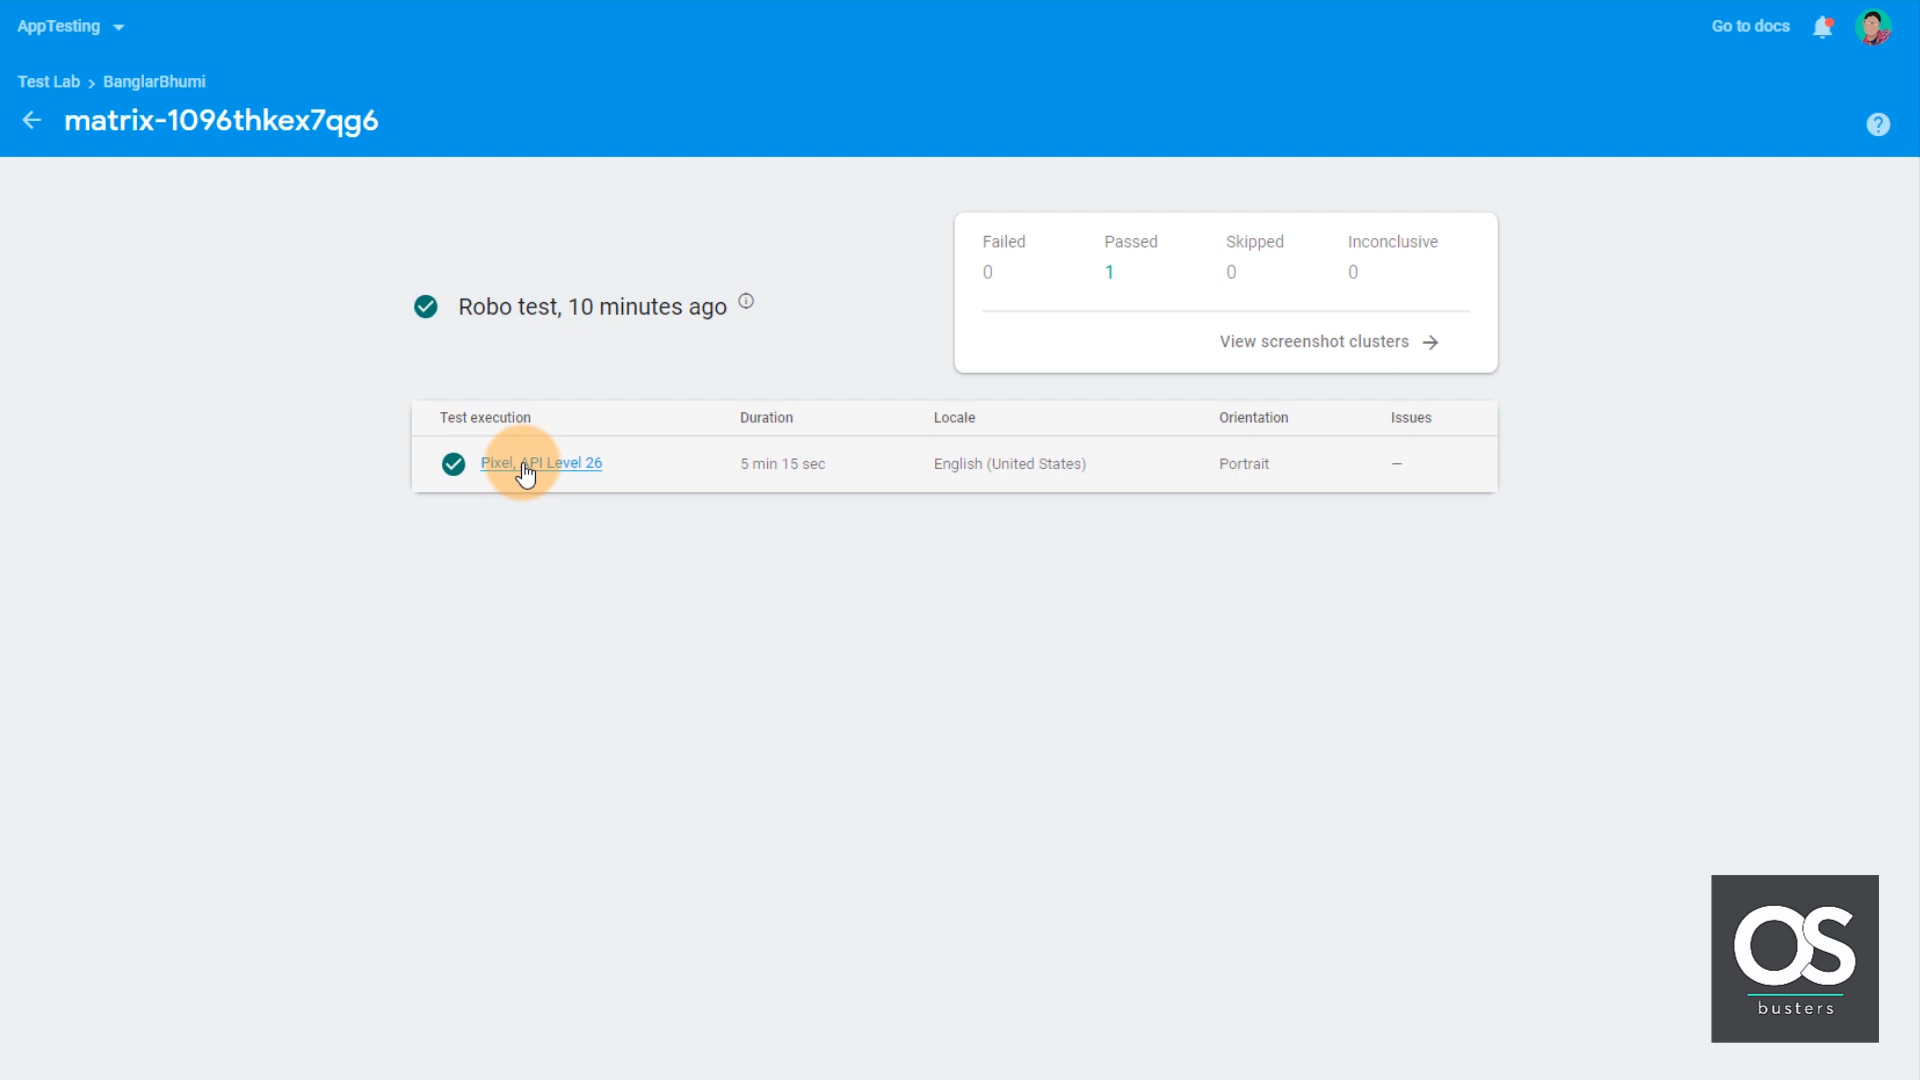 AppTesting
Go to docs
Test Lab > BanglarBhumi
matrix-1096thkex7qg6
Failed Passed Skipped Inconclusive
0 1 0 0
Robo test, 10 minutes ago
View screenshot clusters
Test execution Duration Locale Orientation Issues
Pixel, API Level 26 5 min 15 sec English (United States) Portrait –
OS
busters